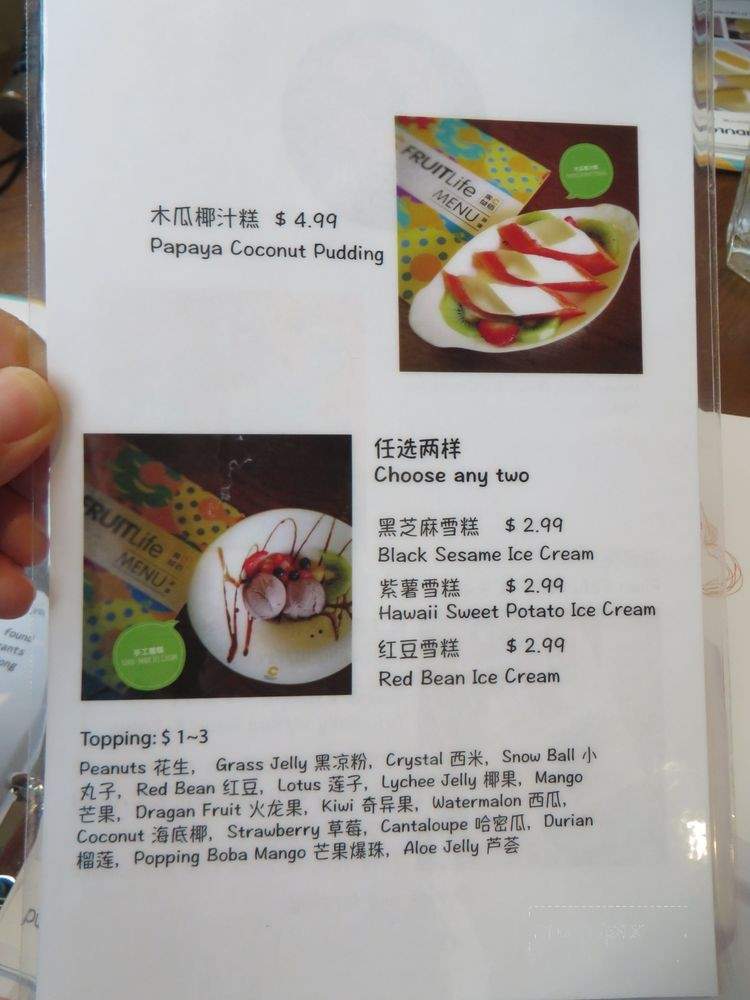 木瓜椰汁糕 $ 4.99
Papaya Coconut Pudding
FRUITLife
MENU
任选两样
Choose any two
黑芝麻雪糕 $ 2.99
Black Sesame Ice Cream
紫薯雪糕 $ 2.99
Hawaii Sweet Potato Ice Cream
红豆雪糕 $ 2.99
Red Bean Ice Cream
FRUITLife
MENU
手工雪糕
Topping: $ 1~3
Peanuts 花生, Grass Jelly 黑凉粉, Crystal 西米, Snow Ball 小
丸子, Red Bean 红豆, Lotus 莲子, Lychee Jelly 椰果, Mango
芒果, Dragan Fruit 火龙果, Kiwi 奇异果, Watermalon 西瓜,
Coconut 海底椰, Strawberry 草莓, Cantaloupe 哈密瓜, Durian
榴莲, Popping Boba Mango 芒果爆珠, Aloe Jelly 芦荟